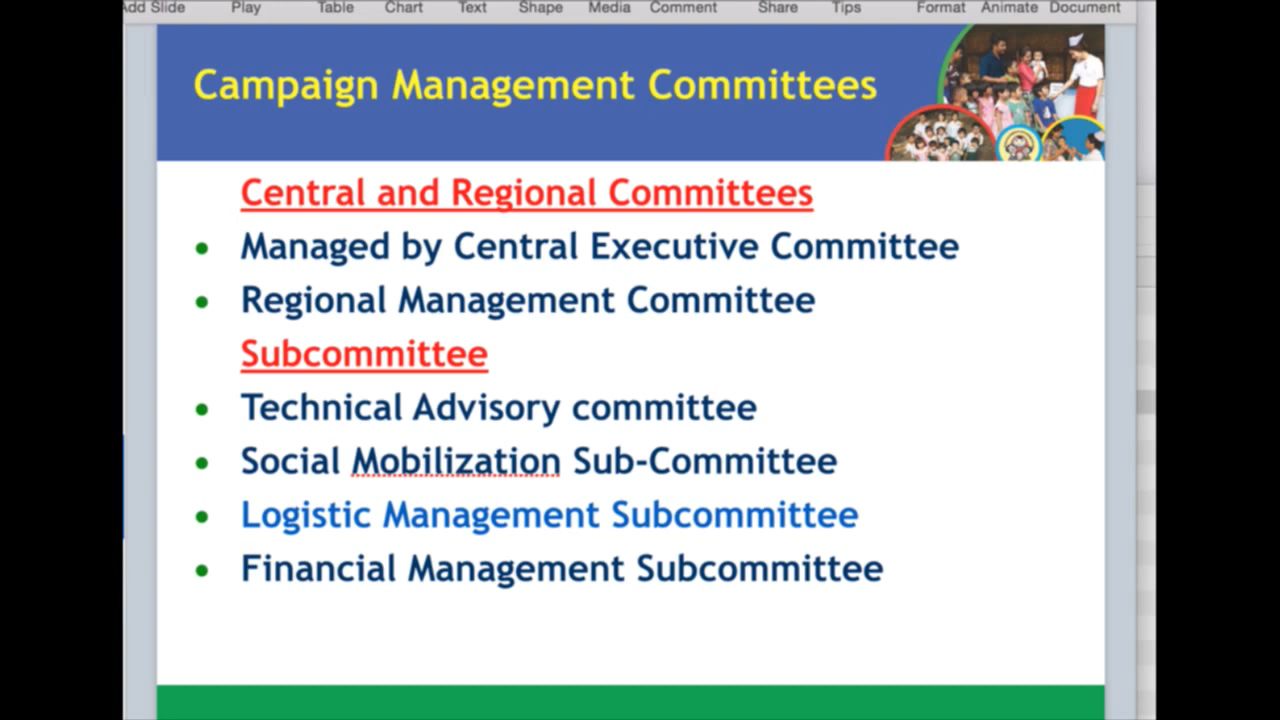 Add Slide Play Table Chart Text Shape Media Comment Share Tips Format Animate Document
Campaign Management Committees
Central and Regional Committees
• Managed by Central Executive Committee
• Regional Management Committee
Subcommittee
• Technical Advisory committee
• Social Mobilization Sub-Committee
• Logistic Management Subcommittee
• Financial Management Subcommittee